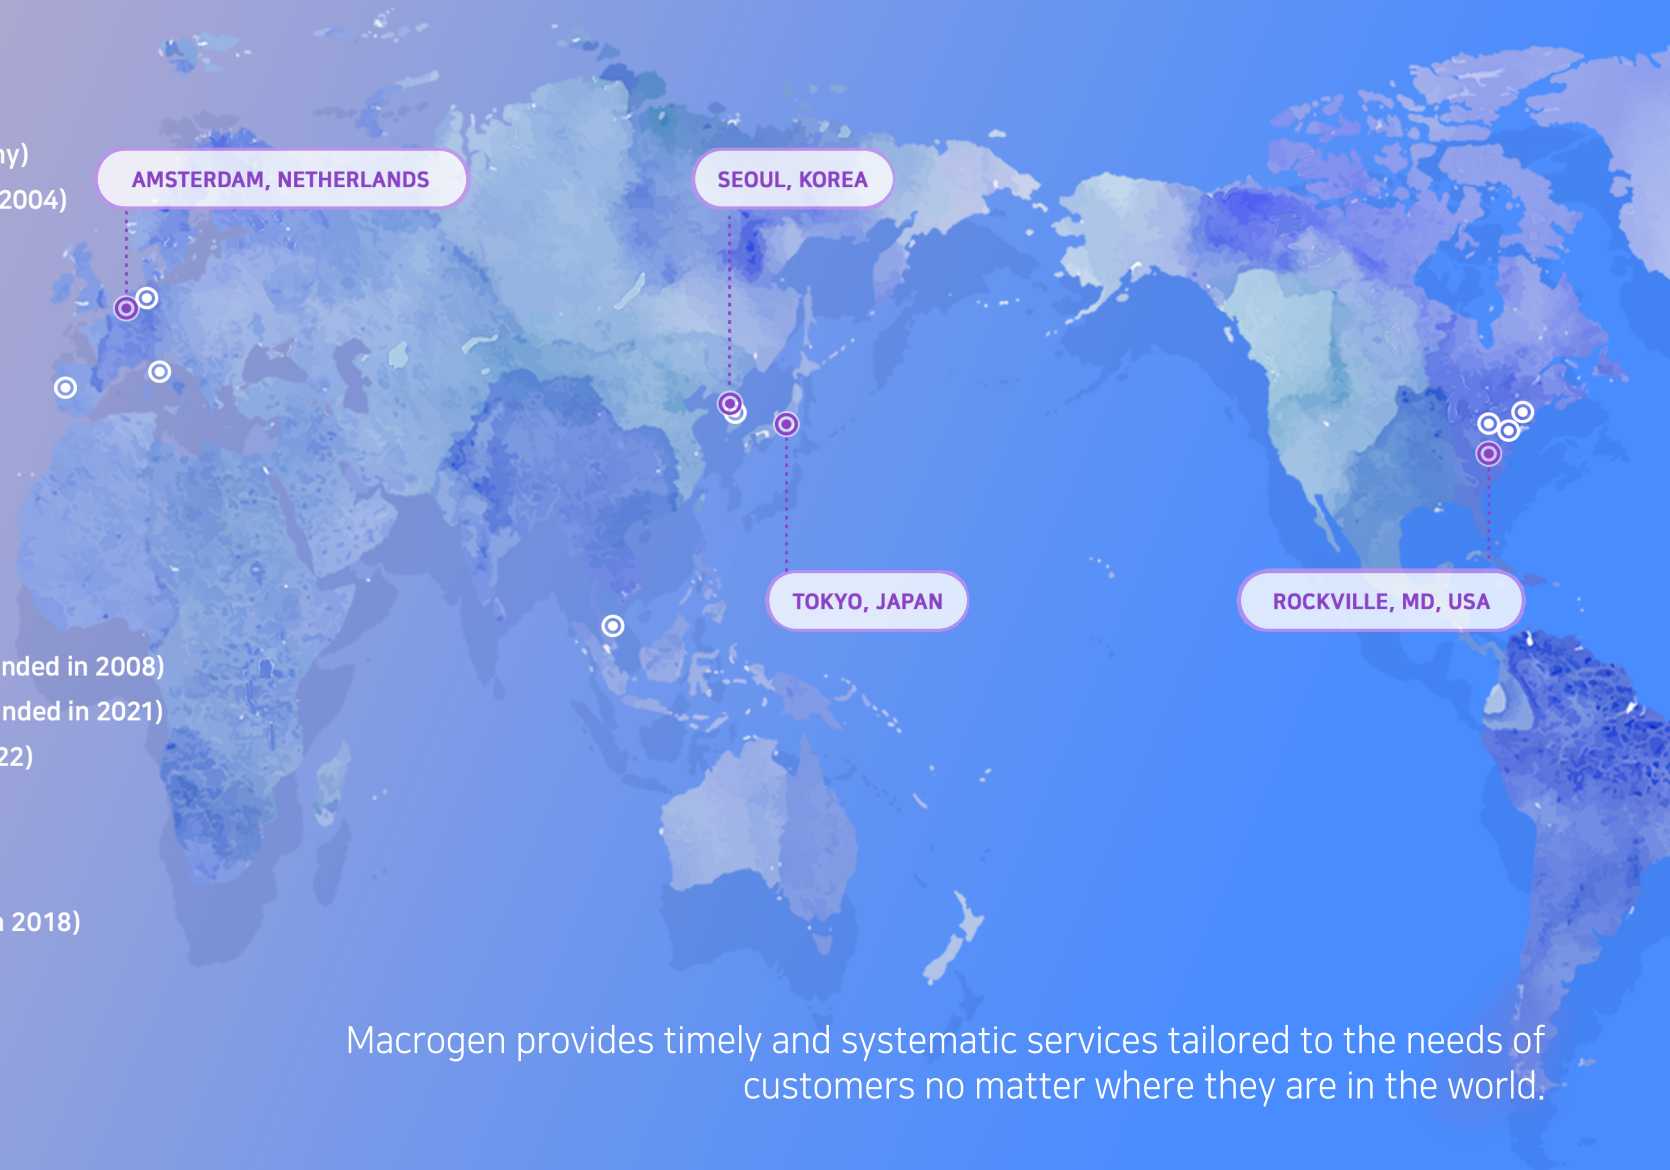 ny)
2004)
AMSTERDAM, NETHERLANDS
SEOUL, KOREA
TOKYO, JAPAN
ROCKVILLE, MD, USA
nded in 2008)
nded in 2021)
22)
n 2018)
Macrogen provides timely and systematic services tailored to the needs of
customers no matter where they are in the world.